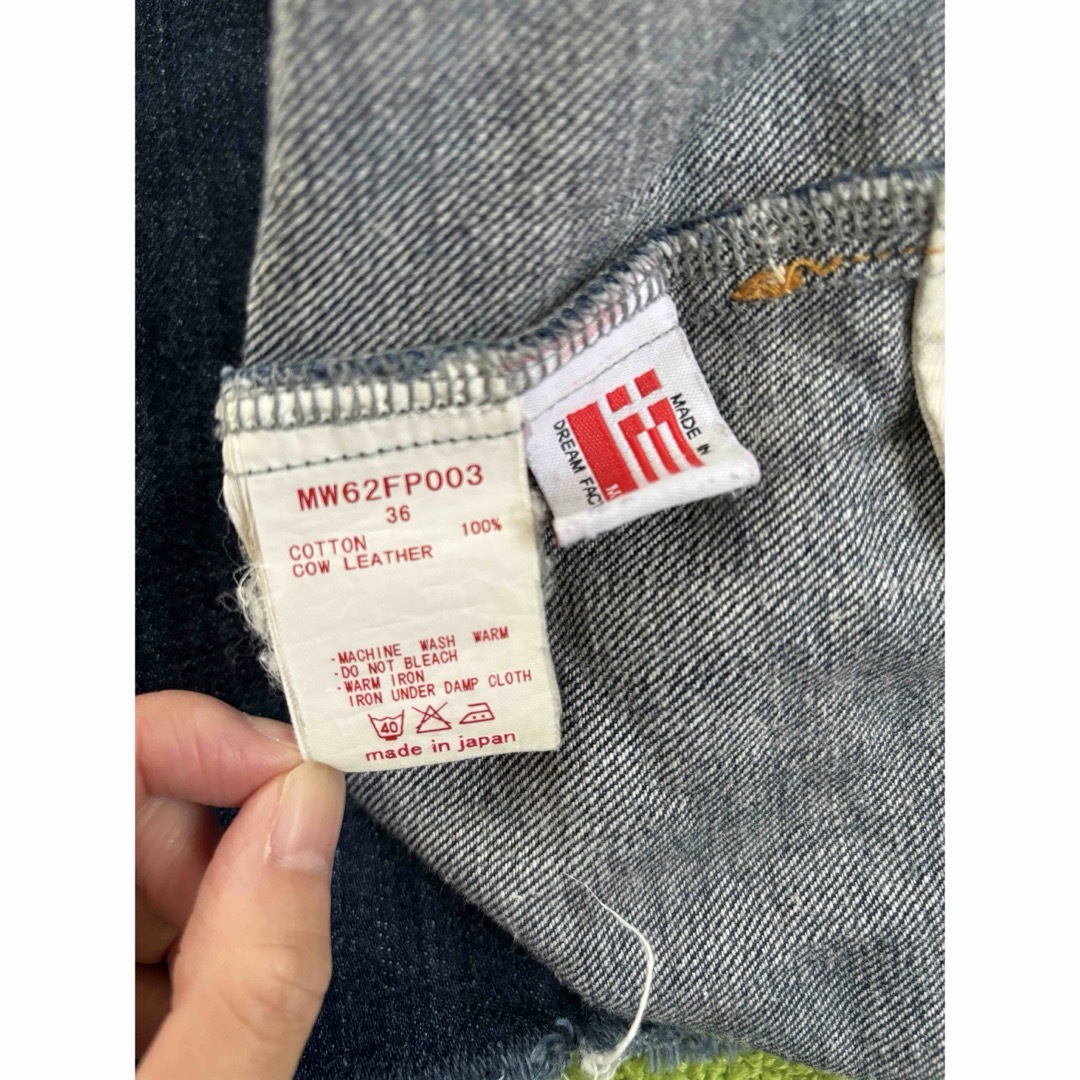 MW62FP003
36
COTTON 100%
COW LEATHER
·MACHINE WASH WARM
·DO NOT BLEACH
·WARM IRON
IRON UNDER DAMP CLOTH
40
made in japan
MADE IN
DREAM